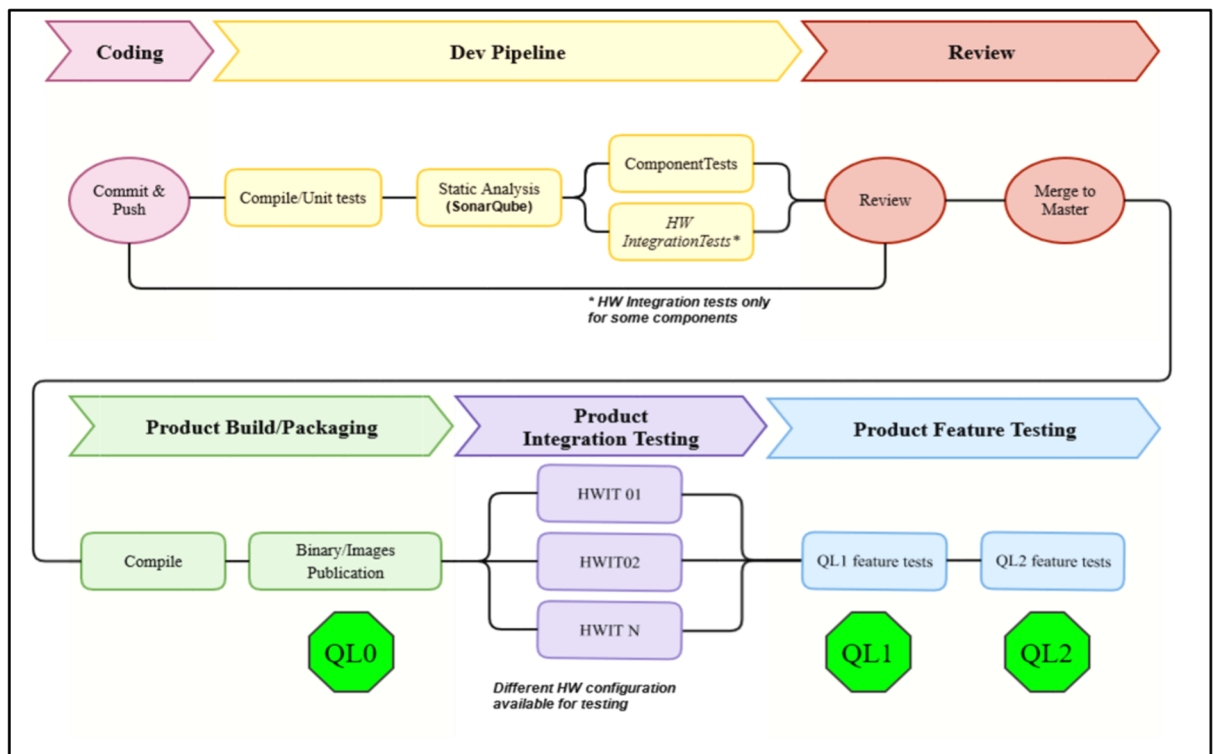 Coding
Dev Pipeline
Review
Commit &
Push
Compile/Unit tests
Static Analysis
(SonarQube)
ComponentTests
HW
IntegrationTests*
Review
Merge to
Master
* HW Integration tests only
for some components
Product Build/Packaging
Product
Integration Testing
Product Feature Testing
Compile
Binary/Images
Publication
HWIT 01
HWIT02
HWIT N
QL1 feature tests
QL2 feature tests
QL0
QL1
QL2
Different HW configuration
available for testing